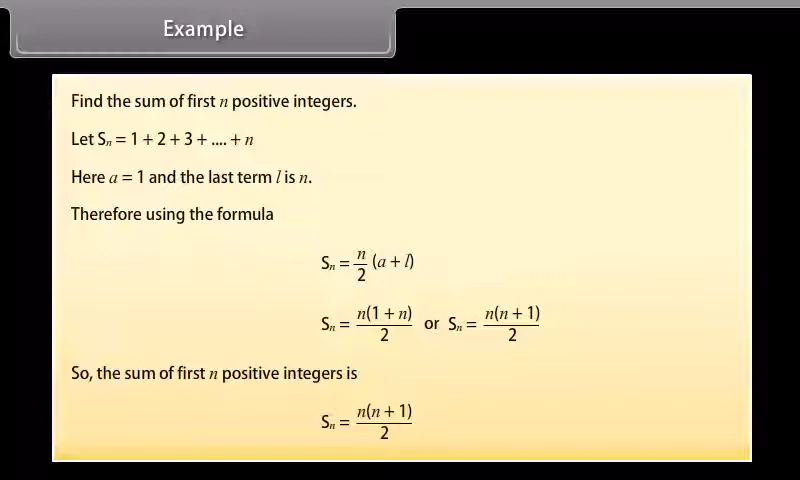 Example
Find the sum of first n positive integers.
Let Sₙ = 1 + 2 + 3 + .... + n
Here a = 1 and the last term l is n.
Therefore using the formula
Sₙ = n/2 (a + l)
Sₙ = n(1 + n)/2 or Sₙ = n(n + 1)/2
So, the sum of first n positive integers is
Sₙ = n(n + 1)/2